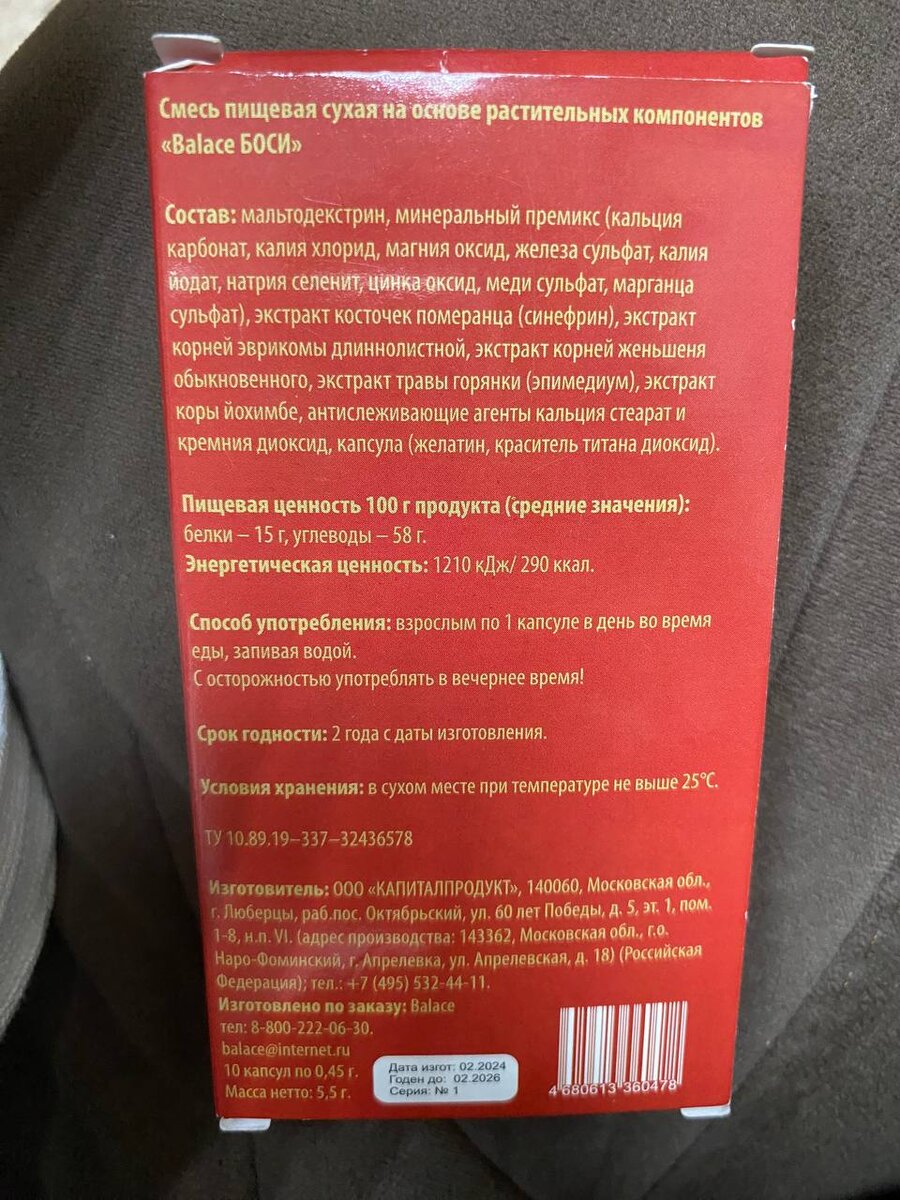 Смесь пищевая сухая на основе растительных компонентов
«Balace БОСИ»
Состав: мальтодекстрин, минеральный премикс (кальция
карбонат, калия хлорид, магния оксид, железа сульфат, калия
йодат, натрия селенит, цинка оксид, меди сульфат, марганца
сульфат), экстракт косточек померанца (синефрин), экстракт
корней эврикомы длиннолистной, экстракт корней женьшеня
обыкновенного, экстракт травы горянки (эпимедиум), экстракт
коры йохимбе, антислеживающие агенты кальция стеарат и
кремния диоксид, капсула (желатин, краситель титана диоксид).
Пищевая ценность 100 г продукта (средние значения):
белки – 15 г, углеводы – 58 г.
Энергетическая ценность: 1210 кДж/ 290 ккал.
Способ употребления: взрослым по 1 капсуле в день во время
еды, запивая водой.
С осторожностью употреблять в вечернее время!
Срок годности: 2 года с даты изготовления.
Условия хранения: в сухом месте при температуре не выше 25°С.
ТУ 10.89.19–337–32436578
Изготовитель: ООО «КАПИТАЛПРОДУКТ», 140060, Московская обл.,
г. Люберцы, раб.пос. Октябрьский, ул. 60 лет Победы, д. 5, эт. 1, пом.
1-8, н.п. VI. (адрес производства: 143362, Московская обл., г.о.
Наро-Фоминский, г. Апрелевка, ул. Апрелевская, д. 18) (Российская
Федерация); тел.: +7 (495) 532-44-11.
Изготовлено по заказу: Balace
тел: 8-800-222-06-30.
balace@internet.ru
10 капсул по 0,45 г.
Масса нетто: 5,5 г.
Дата изгот: 02.2024
Годен до: 02.2026
Серия: № 1
4 680613 360478